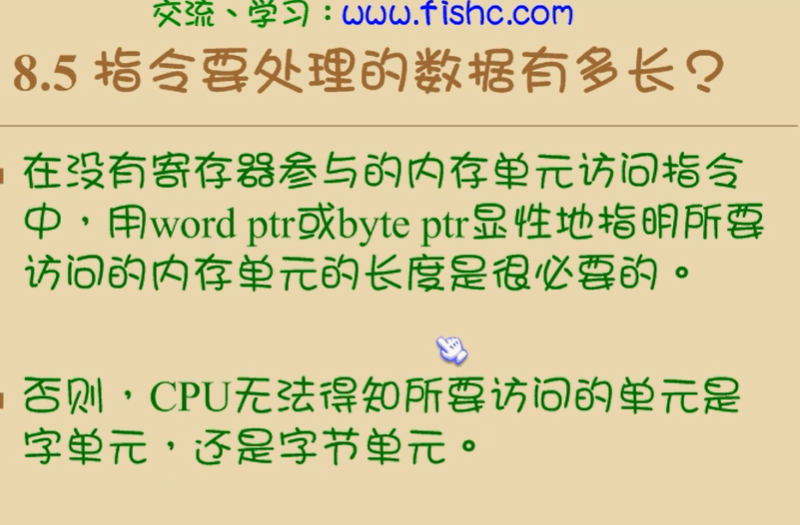 交流、学习：www.fishc.com
8.5 指令要处理的数据有多长？
在没有寄存器参与的内存单元访问指令
中，用word ptr或byte ptr显性地指明所要
访问的内存单元的长度是很必要的。
否则，CPU无法得知所要访问的单元是
字单元，还是字节单元。